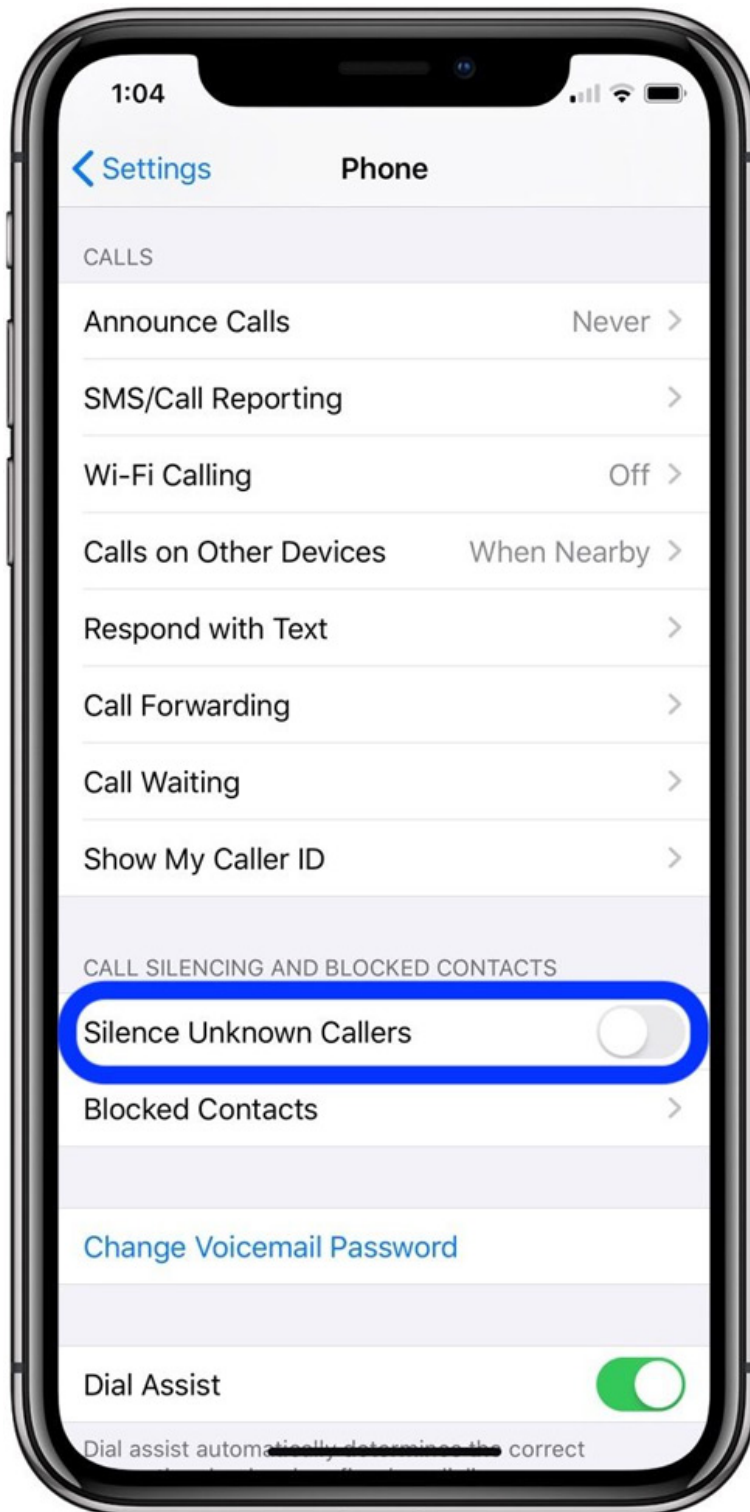 1:04
Settings Phone
CALLS
Announce Calls Never
SMS/Call Reporting
Wi-Fi Calling Off
Calls on Other Devices When Nearby
Respond with Text
Call Forwarding
Call Waiting
Show My Caller ID
CALL SILENCING AND BLOCKED CONTACTS
Silence Unknown Callers
Blocked Contacts
Change Voicemail Password
Dial Assist
Dial assist automatically determines the correct